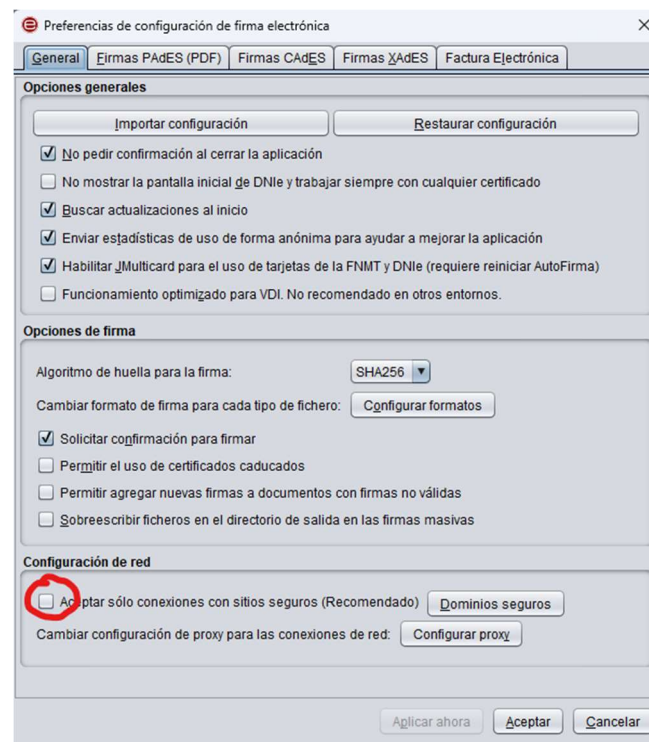 Preferencias de configuración de firma electrónica
General Firmas PAdES (PDF) Firmas CAdES Firmas XAdES Factura Electrónica
Opciones generales
Importar configuración Restaurar configuración
No pedir confirmación al cerrar la aplicación
No mostrar la pantalla inicial de DNIe y trabajar siempre con cualquier certificado
Buscar actualizaciones al inicio
Enviar estadísticas de uso de forma anónima para ayudar a mejorar la aplicación
Habilitar JMulticard para el uso de tarjetas de la FNMT y DNIe (requiere reiniciar AutoFirma)
Funcionamiento optimizado para VDI. No recomendado en otros entornos.
Opciones de firma
Algoritmo de huella para la firma: SHA256
Cambiar formato de firma para cada tipo de fichero: Configurar formatos
Solicitar confirmación para firmar
Permitir el uso de certificados caducados
Permitir agregar nuevas firmas a documentos con firmas no válidas
Sobreescribir ficheros en el directorio de salida en las firmas masivas
Configuración de red
Aceptar sólo conexiones con sitios seguros (Recomendado) Dominios seguros
Cambiar configuración de proxy para las conexiones de red: Configurar proxy
Aplicar ahora Aceptar Cancelar